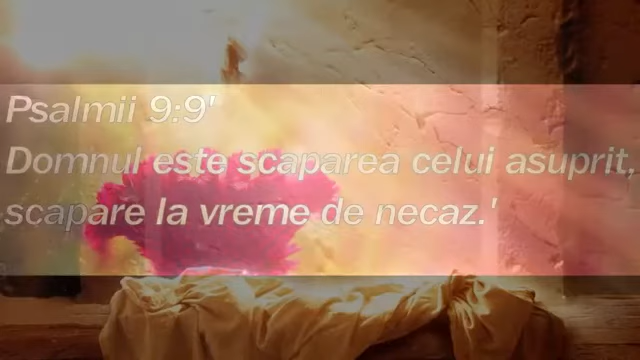 Psalmii 9:9'
Domnul este scaparea celui asuprit,
scapare la vreme de necaz.'